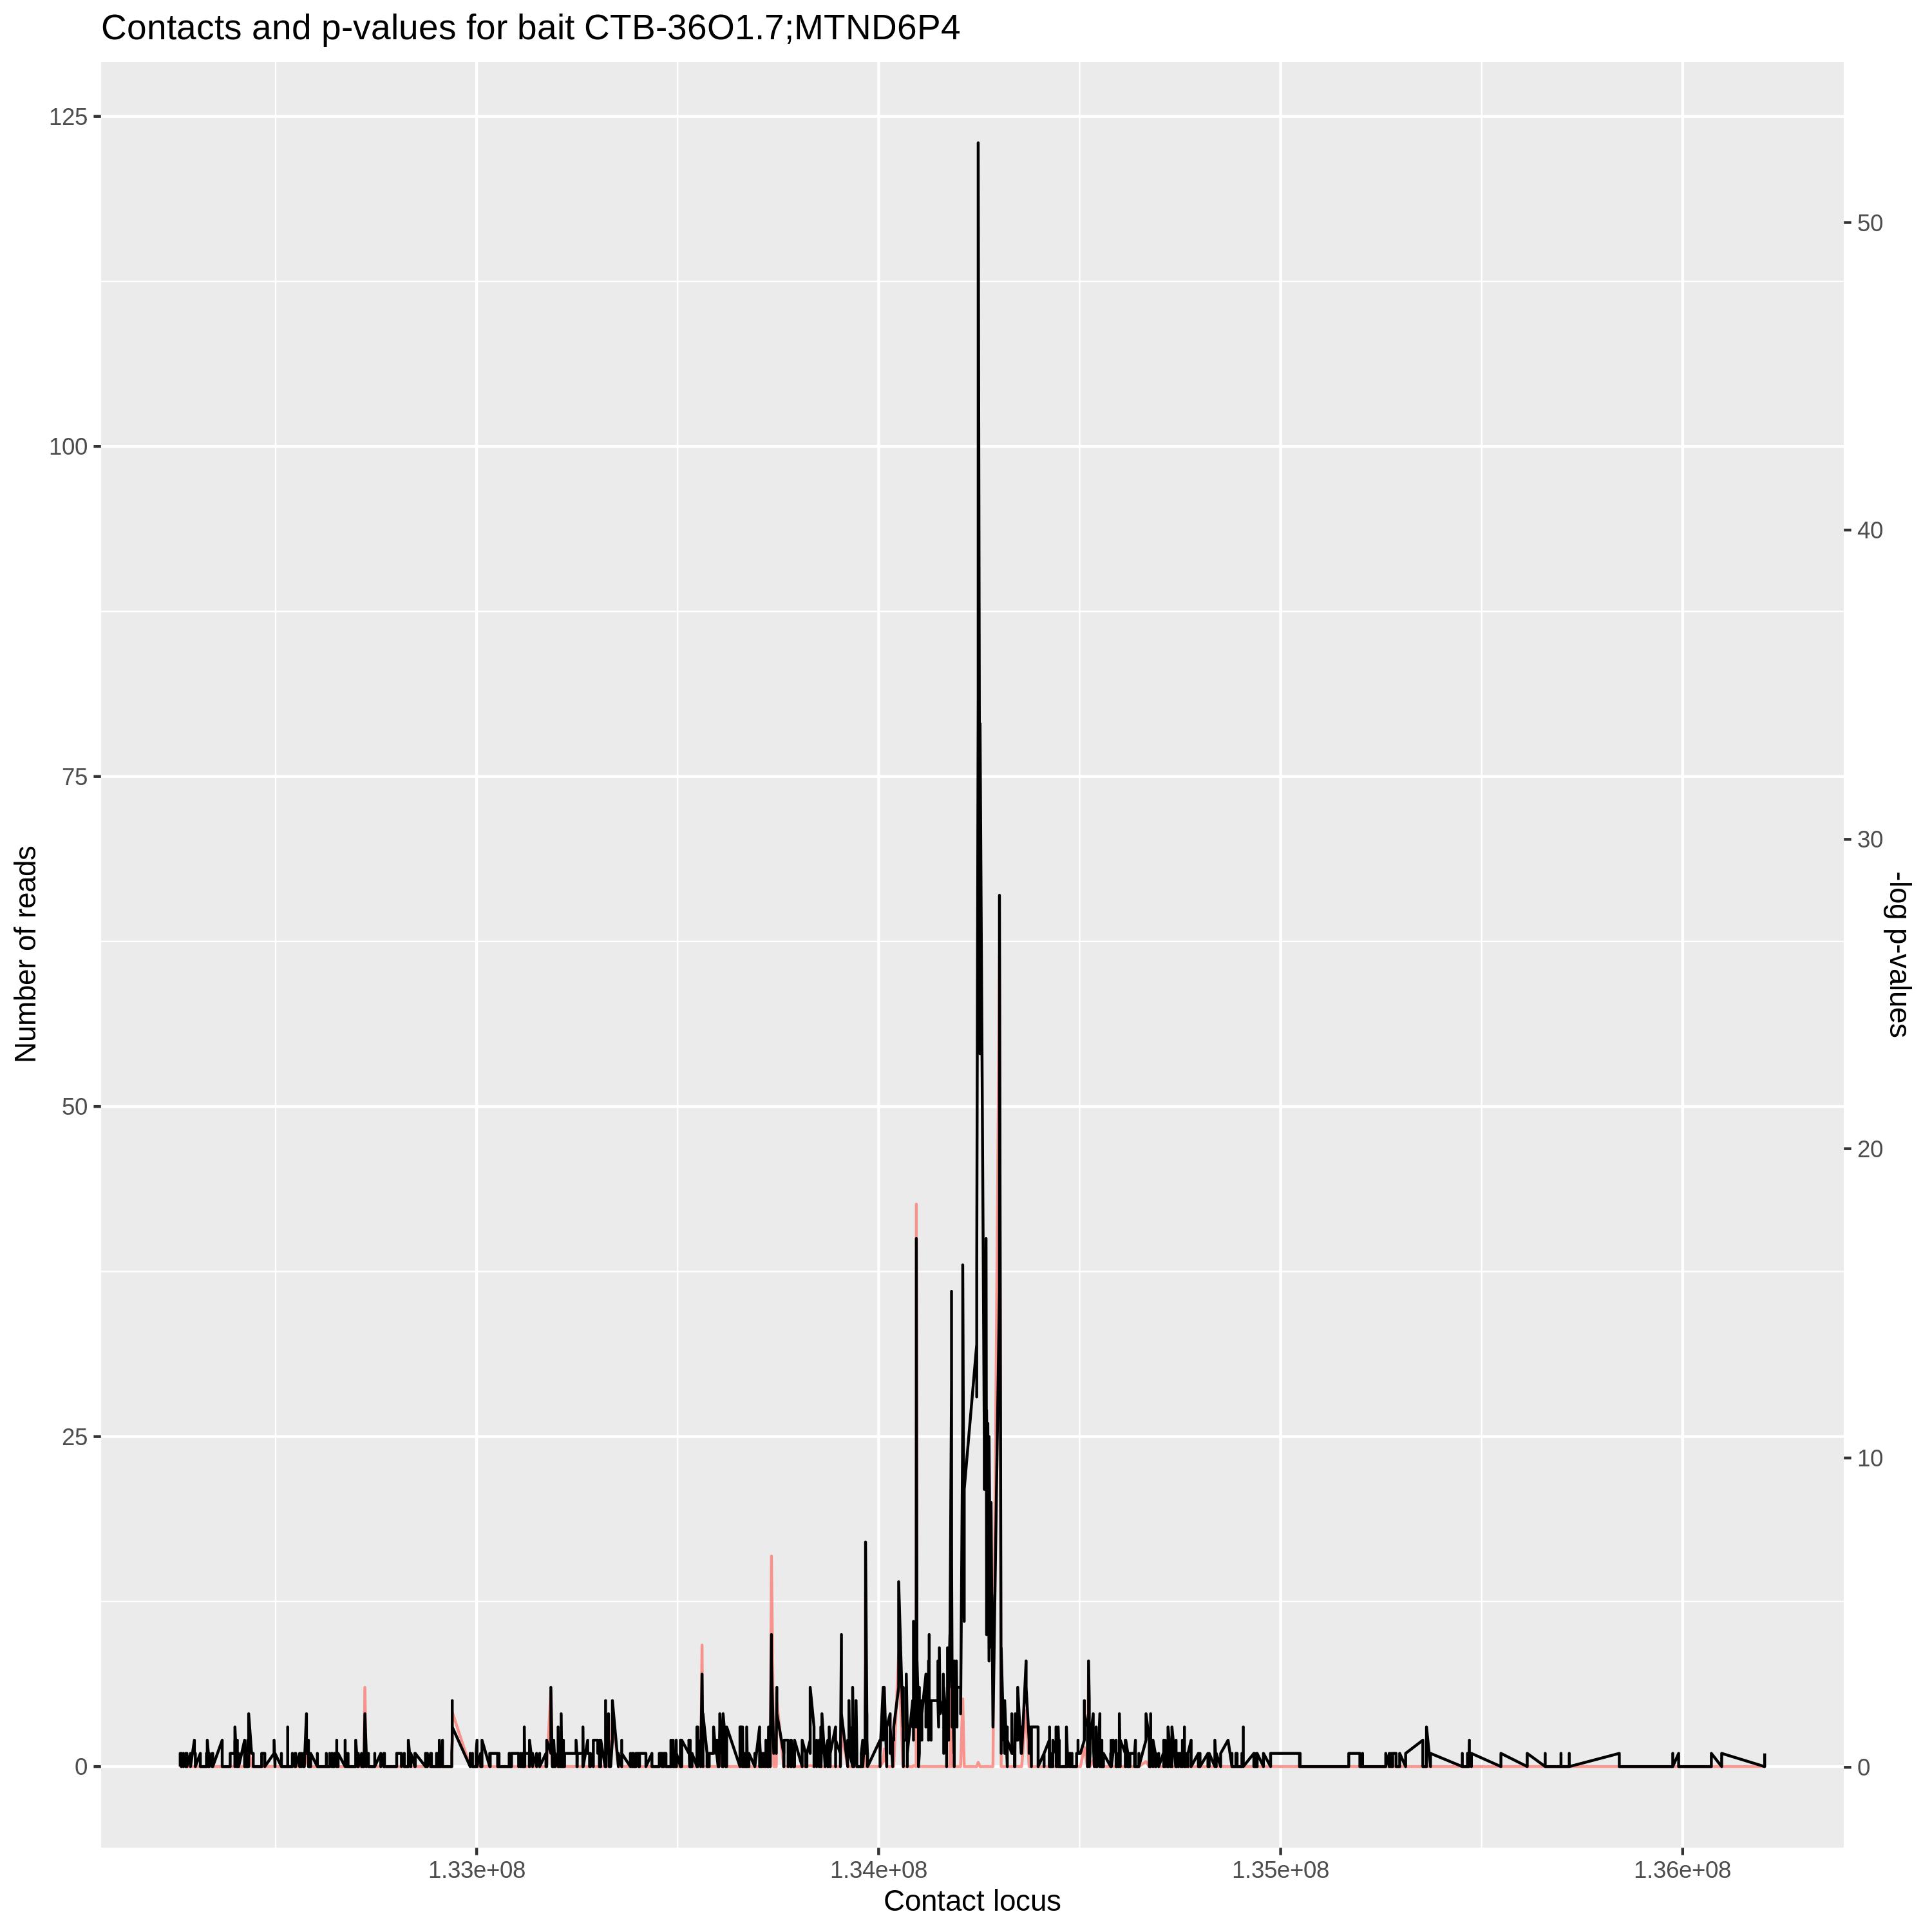 Contacts and p-values for bait CTB-36O1.7;MTND6P4
125
100
75
50
25
0
Number of reads
50
40
30
20
10
0
-log p-values
1.33e+08
1.34e+08
1.35e+08
1.36e+08
Contact locus